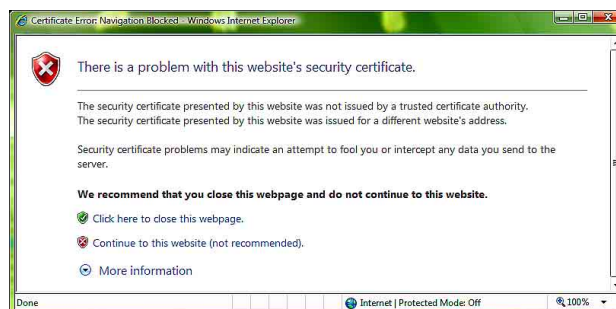 Certificate Error: Navigation Blocked - Windows Internet Explorer
There is a problem with this website's security certificate.
The security certificate presented by this website was not issued by a trusted certificate authority.
The security certificate presented by this website was issued for a different website's address.
Security certificate problems may indicate an attempt to fool you or intercept any data you send to the
server.
We recommend that you close this webpage and do not continue to this website.
Click here to close this webpage.
Continue to this website (not recommended).
More information
Done
Internet | Protected Mode: Off
100%